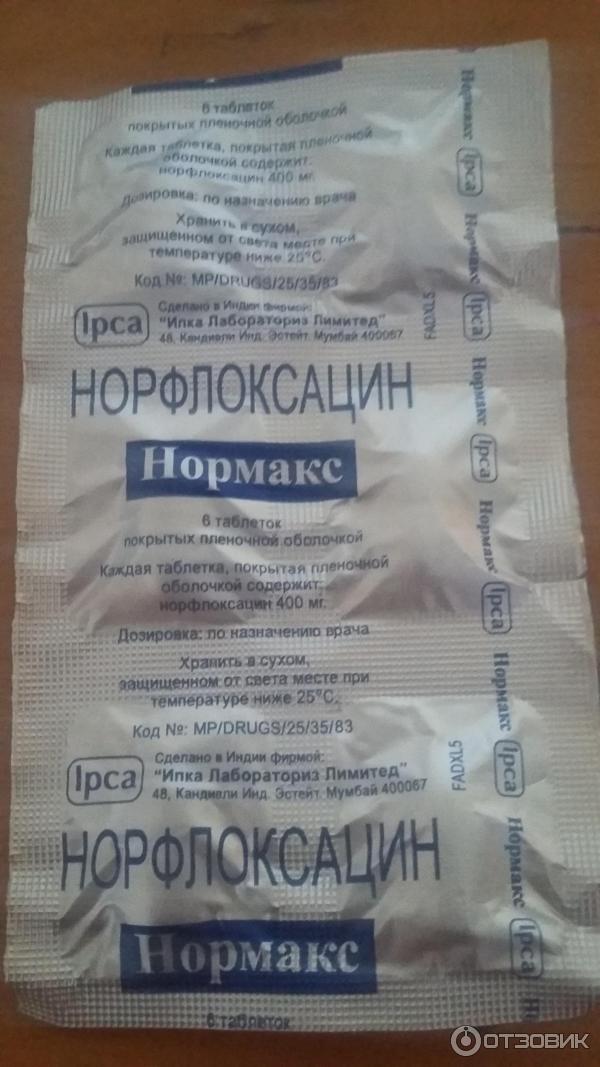 6 таблеток
покрытых пленочной оболочкой
Каждая таблетка, покрытая пленочной
оболочкой содержит:
норфлоксацин 400 мг.
Дозировка: по назначению врача
Хранить в сухом,
защищенном от света месте при
температуре ниже 25°C.
Код №: MP/DRUGS/25/35/83
Ipca
Сделано в Индии фирмой:
"Ипка Лабораториз Лимитед"
48, Кандивли Инд. Эстейт. Мумбай 400067
FADXL5
НОРФЛОКСАЦИН
Нормакс
6 таблеток
покрытых пленочной оболочкой
Каждая таблетка, покрытая пленочной
оболочкой содержит:
норфлоксацин 400 мг.
Дозировка: по назначению врача
Хранить в сухом,
защищенном от света месте при
температуре ниже 25°C.
Код №: MP/DRUGS/25/35/83
Ipca
Сделано в Индии фирмой:
"Ипка Лабораториз Лимитед"
48, Кандивли Инд. Эстейт. Мумбай 400067
FADXL5
НОРФЛОКСАЦИН
Нормакс
6 таблеток
Нормакс Ipca Нормакс Ipca Нормакс Ipca Нормакс Ipca Нормакс Ipca Нормакс Ipca Но
ОТЗОВИК